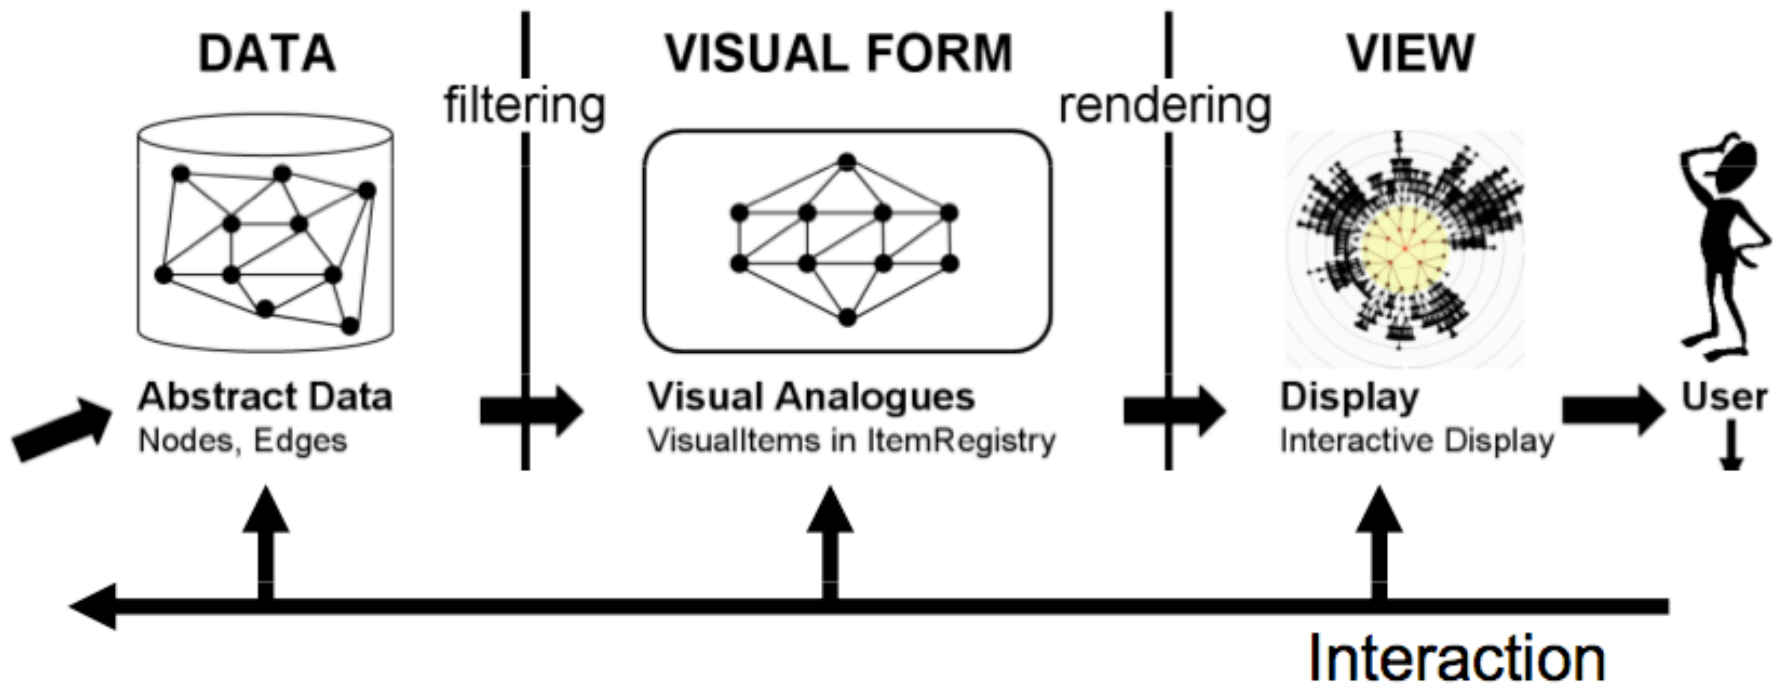 DATA
VISUAL FORM
VIEW
filtering
rendering
Abstract Data
Nodes, Edges
Visual Analogues
VisualItems in ItemRegistry
Display
Interactive Display
User
Interaction